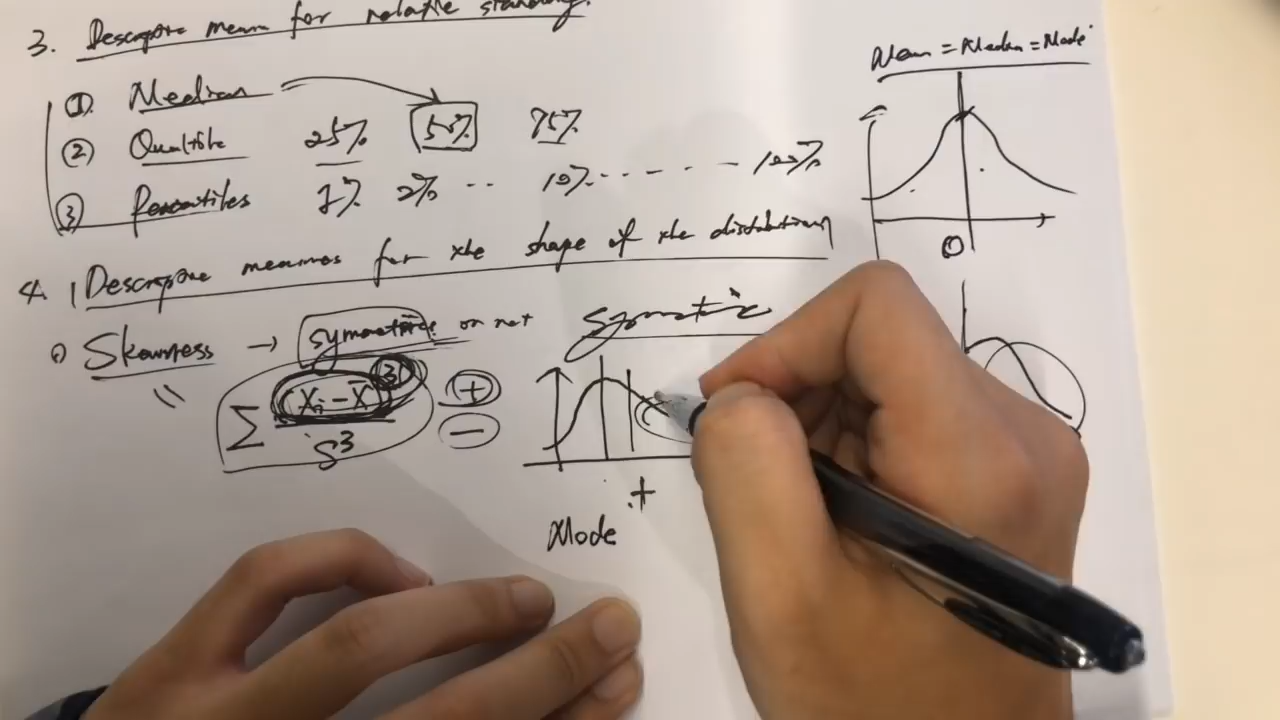 3. Descriptive measure for relative standing.
① Median
② Quartile 25% 50% 75%
③ Percentiles 1% 2% .. 10% ...... 100%
4. Descriptive measures for the shape of the distribution
① Skewness → symmetric or not
Σ (Xi - X̄)3 / S3 + −
Symmetric
+
Mode
Mean = Median = Mode
0